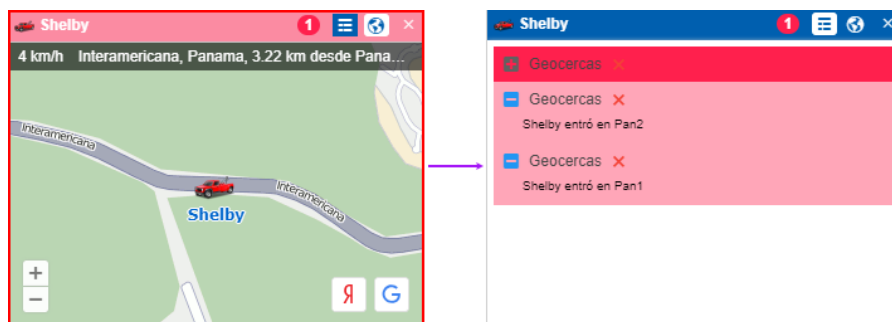 Shelby
1
4 km/h Interamericana, Panama, 3.22 km desde Pana...
Interamericana
Interamericana
Shelby
+
−
Я
G
Shelby
1
Geocercas
Geocercas
Shelby entró en Pan2
Geocercas
Shelby entró en Pan1